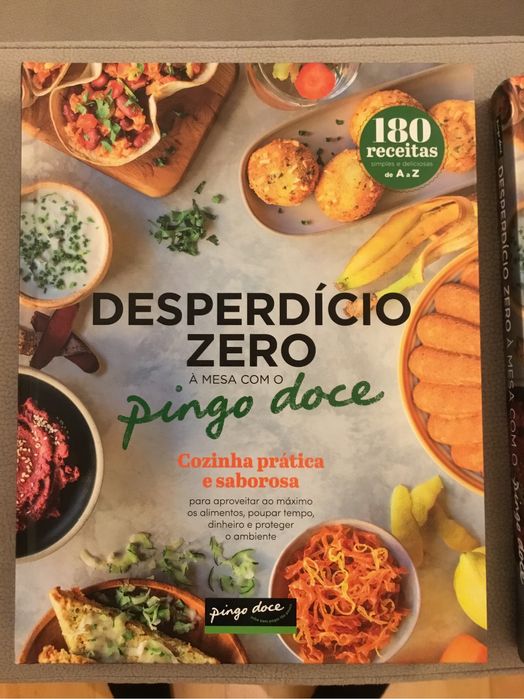 180
receitas
simples e deliciosas
de A a Z
DESPERDÍCIO
ZERO
À MESA COM O
pingo doce
Cozinha prática
e saborosa
para aproveitar ao máximo
os alimentos, poupar tempo,
dinheiro e proteger
o ambiente
pingo doce
DESPERDÍCIO ZERO À MESA COM O pingo doce